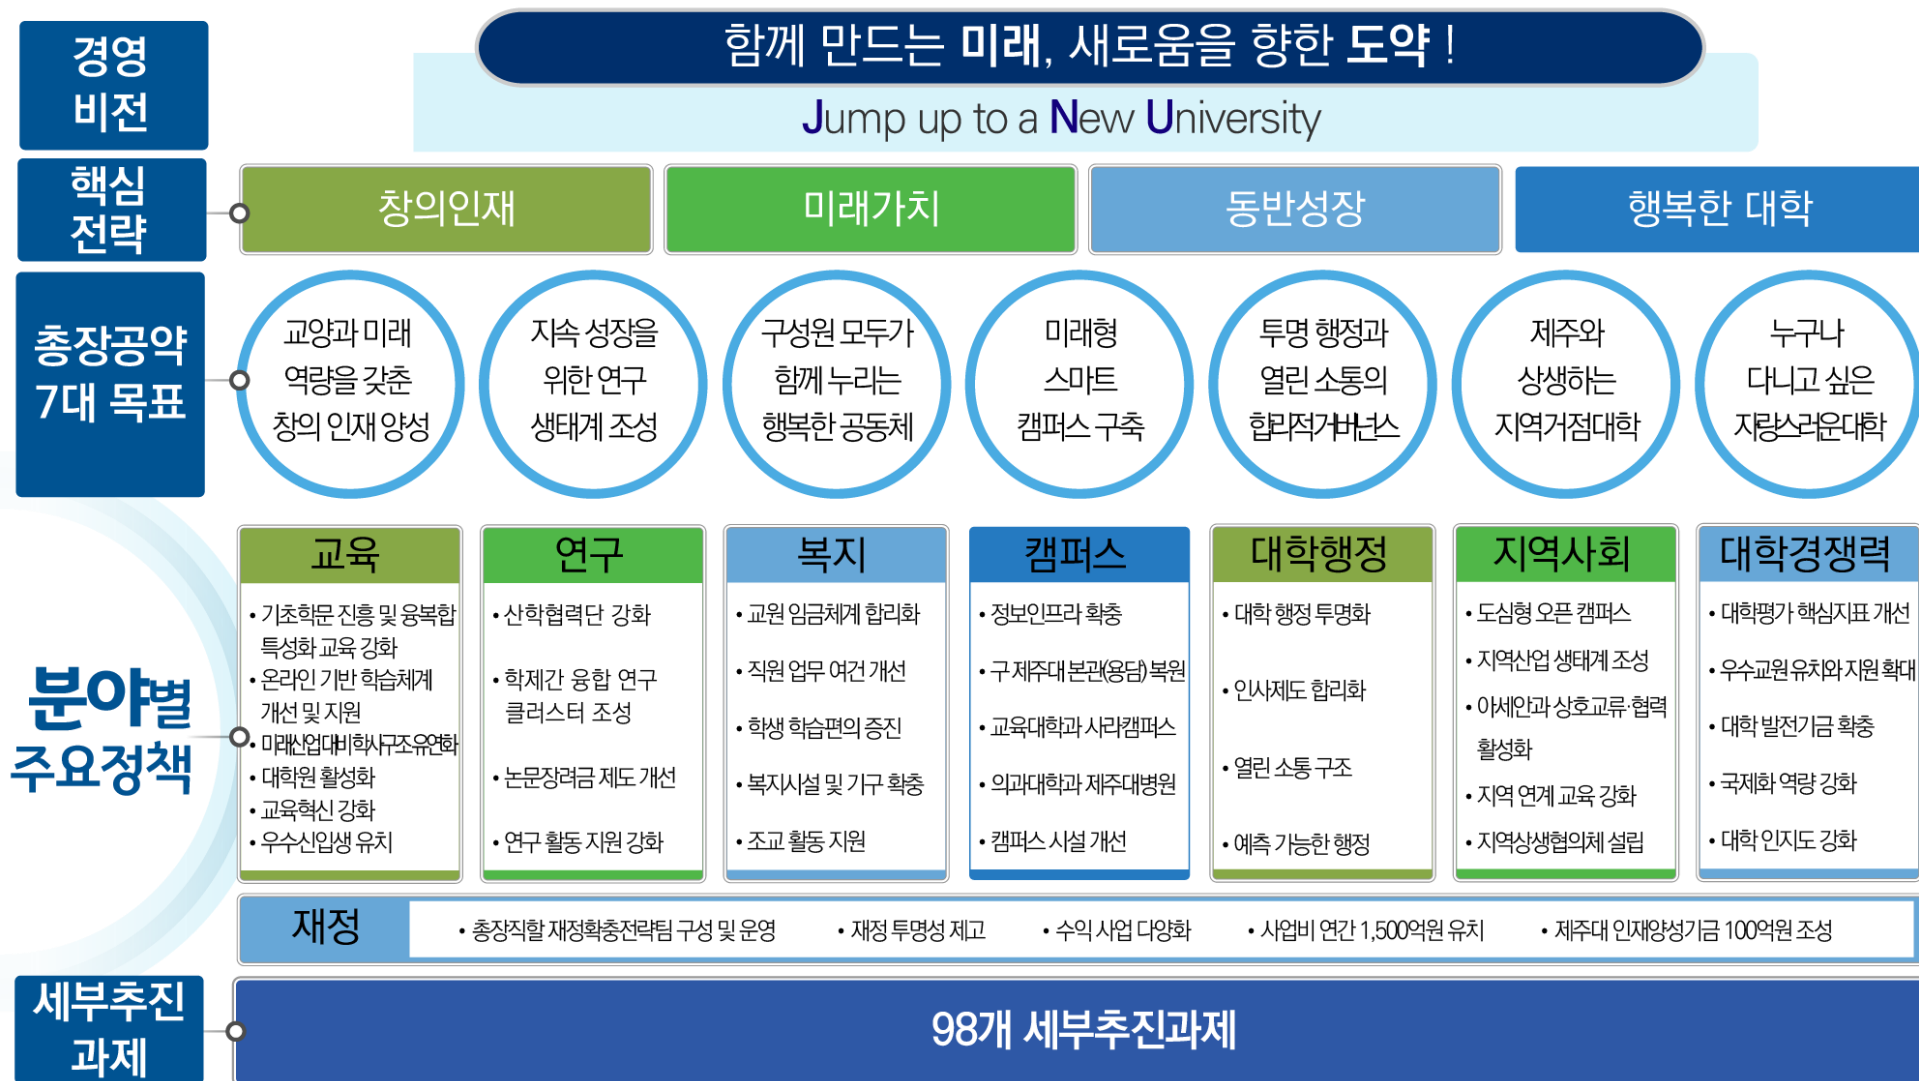 경영
비전
함께 만드는 미래, 새로움을 향한 도약 !
Jump up to a New University
핵심
전략
창의인재
미래가치
동반성장
행복한 대학
총장공약
7대 목표
교양과 미래
역량을 갖춘
창의 인재 양성
지속 성장을
위한 연구
생태계 조성
구성원 모두가
함께 누리는
행복한 공동체
미래형
스마트
캠퍼스 구축
투명 행정과
열린 소통의
합리적거버넌스
제주와
상생하는
지역거점대학
누구나
다니고 싶은
자랑스러운대학
분야별
주요정책
교육
• 기초학문 진흥 및 융복합
특성화 교육 강화
• 온라인 기반 학습체계
개선 및 지원
• 미래산업대비학사구조유연화
• 대학원 활성화
• 교육혁신 강화
• 우수신입생 유치
연구
• 산학협력단 강화
• 학제간 융합 연구
클러스터 조성
• 논문장려금 제도 개선
• 연구 활동 지원 강화
복지
• 교원 임금체계 합리화
• 직원 업무 여건 개선
• 학생 학습편의 증진
• 복지시설 및 기구 확충
• 조교 활동 지원
캠퍼스
• 정보인프라 확충
• 구 제주대 본관(용담) 복원
• 교육대학과 사라캠퍼스
• 의과대학과 제주대병원
• 캠퍼스 시설 개선
대학행정
• 대학 행정 투명화
• 인사제도 합리화
• 열린 소통 구조
• 예측 가능한 행정
지역사회
• 도심형 오픈 캠퍼스
• 지역산업 생태계 조성
• 아세안과 상호교류·협력
활성화
• 지역 연계 교육 강화
• 지역상생협의체 설립
대학경쟁력
• 대학평가 핵심지표 개선
• 우수교원 유치와 지원 확대
• 대학 발전기금 확충
• 국제화 역량 강화
• 대학 인지도 강화
재정
• 총장직할 재정확충전략팀 구성 및 운영
• 재정 투명성 제고
• 수익 사업 다양화
• 사업비 연간 1,500억원 유치
• 제주대 인재양성기금 100억원 조성
세부추진
과제
98개 세부추진과제